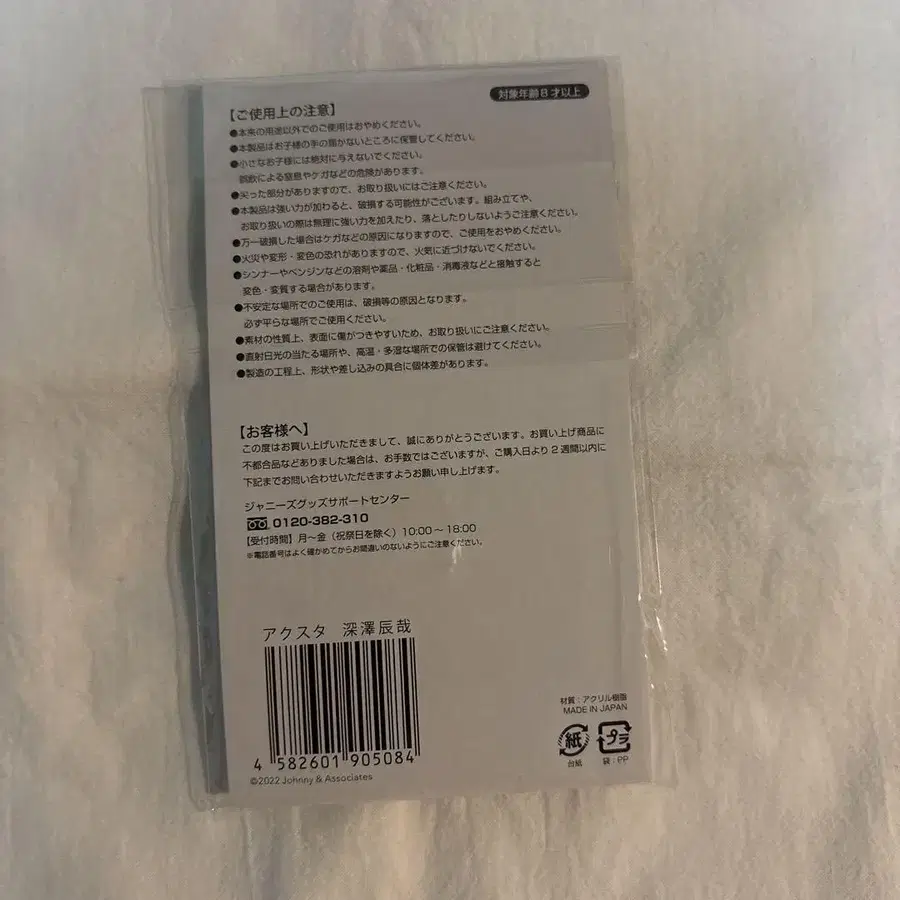 対象年齢8才以上
【ご使用上の注意】
●本来の用途以外でのご使用はおやめください。
●本製品はお子様の手の届かないところに保管してください。
●小さなお子様には絶対に与えないでください。
誤飲による窒息やケガなどの危険があります。
●尖った部分がありますので、お取り扱いにはご注意ください。
●本製品は強い力が加わると、破損する可能性がございます。組み立てや、
お取り扱いの際は無理に強い力を加えたり、落としたりしないようご注意ください。
●万一破損した場合はケガなどの原因になりますので、ご使用をおやめください。
●火災や変形・変色の恐れがありますので、火気に近づけないでください。
●シンナーやベンジンなどの溶剤や薬品・化粧品・消毒液などと接触すると
変色・変質する場合があります。
●不安定な場所でのご使用は、破損等の原因となります。
必ず平らな場所でご使用ください。
●素材の性質上、表面に傷がつきやすいため、お取り扱いにご注意ください。
●直射日光の当たる場所や、高温・多湿な場所での保管は避けてください。
●製造の工程上、形状や差し込みの具合に個体差があります。
【お客様へ】
この度はお買い上げいただきまして、誠にありがとうございます。お買い上げ商品に
不都合品などありました場合は、お手数ではございますが、ご購入日より2週間以内に
下記までお問い合わせいただきますようお願い申し上げます。
ジャニーズグッズサポートセンター
0120-382-310
【受付時間】月〜金(祝祭日を除く)10:00〜18:00
※電話番号はよく確かめてからお間違いのないようにご注意ください。
アクスタ 深澤辰哉
4 582601 905084
©2022 Johnny & Associates
材質:アクリル樹脂
MADE IN JAPAN
紙 プラ
台紙 袋:PP